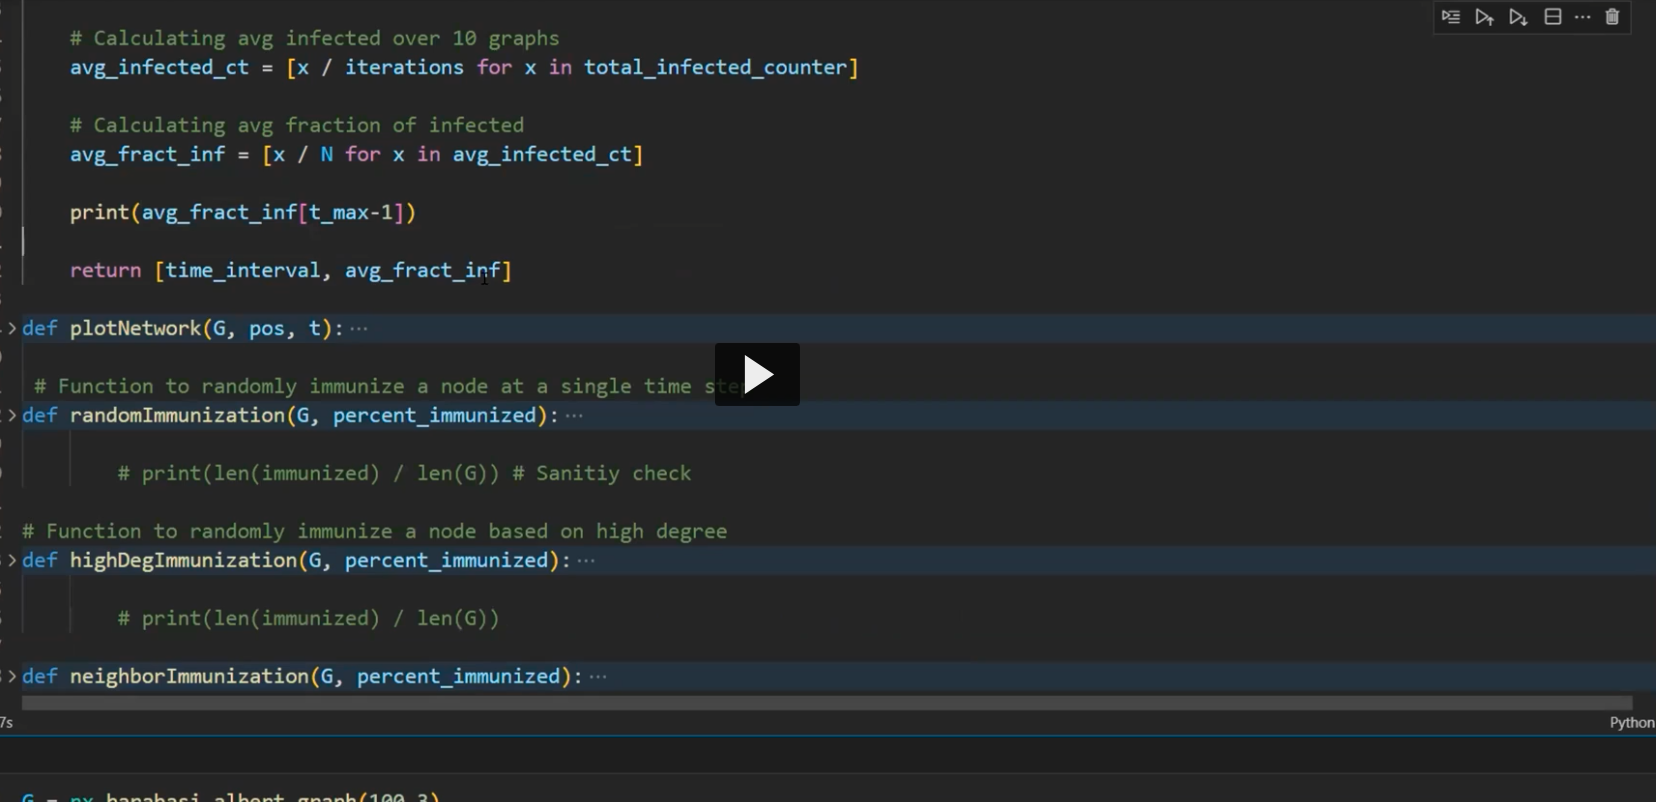 # Calculating avg infected over 10 graphs
avg_infected_ct = [x / iterations for x in total_infected_counter]
# Calculating avg fraction of infected
avg_fract_inf = [x / N for x in avg_infected_ct]
print(avg_fract_inf[t_max-1])
return [time_interval, avg_fract_inf]
def plotNetwork(G, pos, t): ...
# Function to randomly immunize a node at a single time step
def randomImmunization(G, percent_immunized): ...
# print(len(immunized) / len(G)) # Sanitiy check
# Function to randomly immunize a node based on high degree
def highDegImmunization(G, percent_immunized): ...
# print(len(immunized) / len(G))
def neighborImmunization(G, percent_immunized): ...
7s
Python
G = nx.barabasi_albert_graph(100,3)